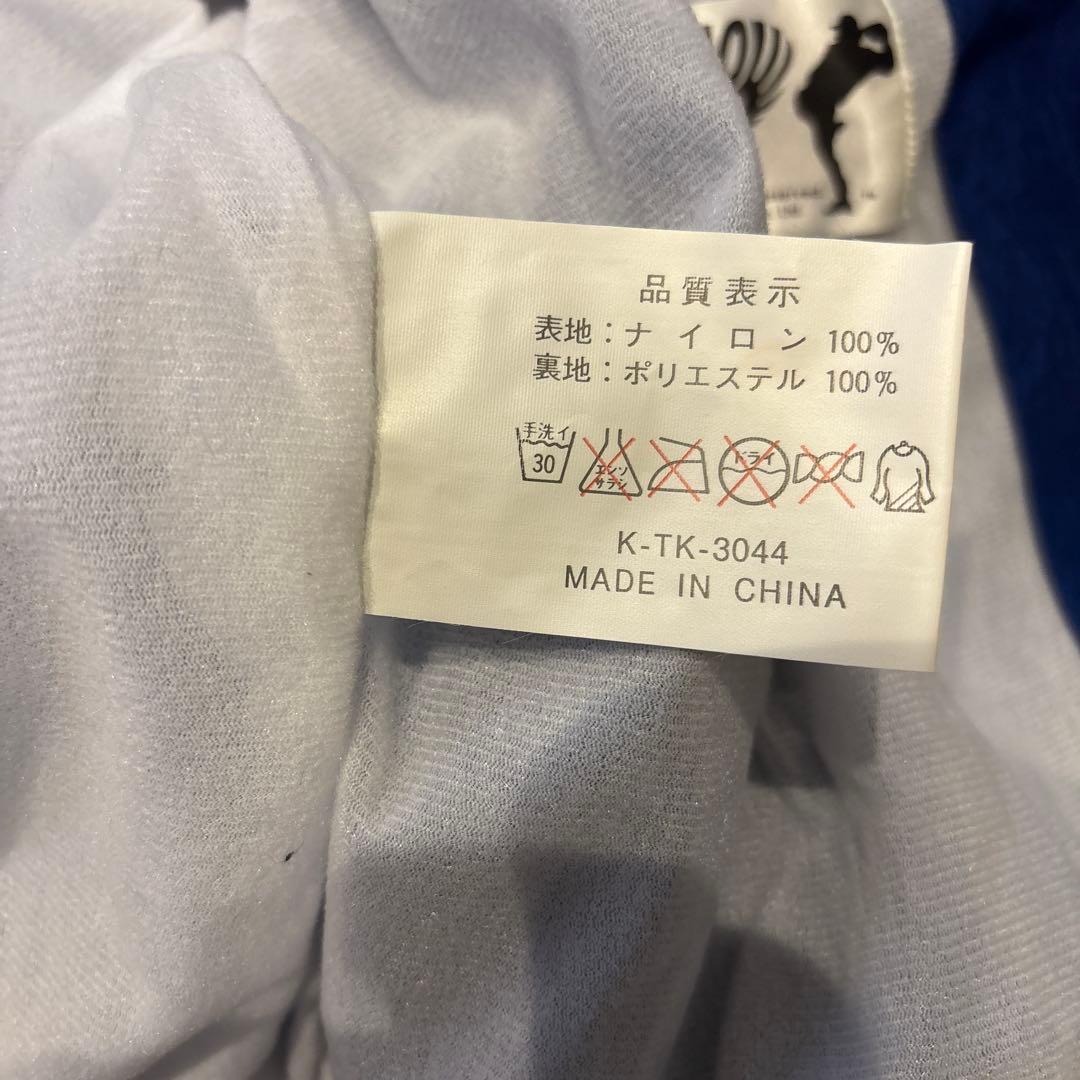 品質表示
表地：ナイロン 100%
裏地：ポリエステル 100%
手洗イ
30
エンソ
サラシ
ドライ
K-TK-3044
MADE IN CHINA